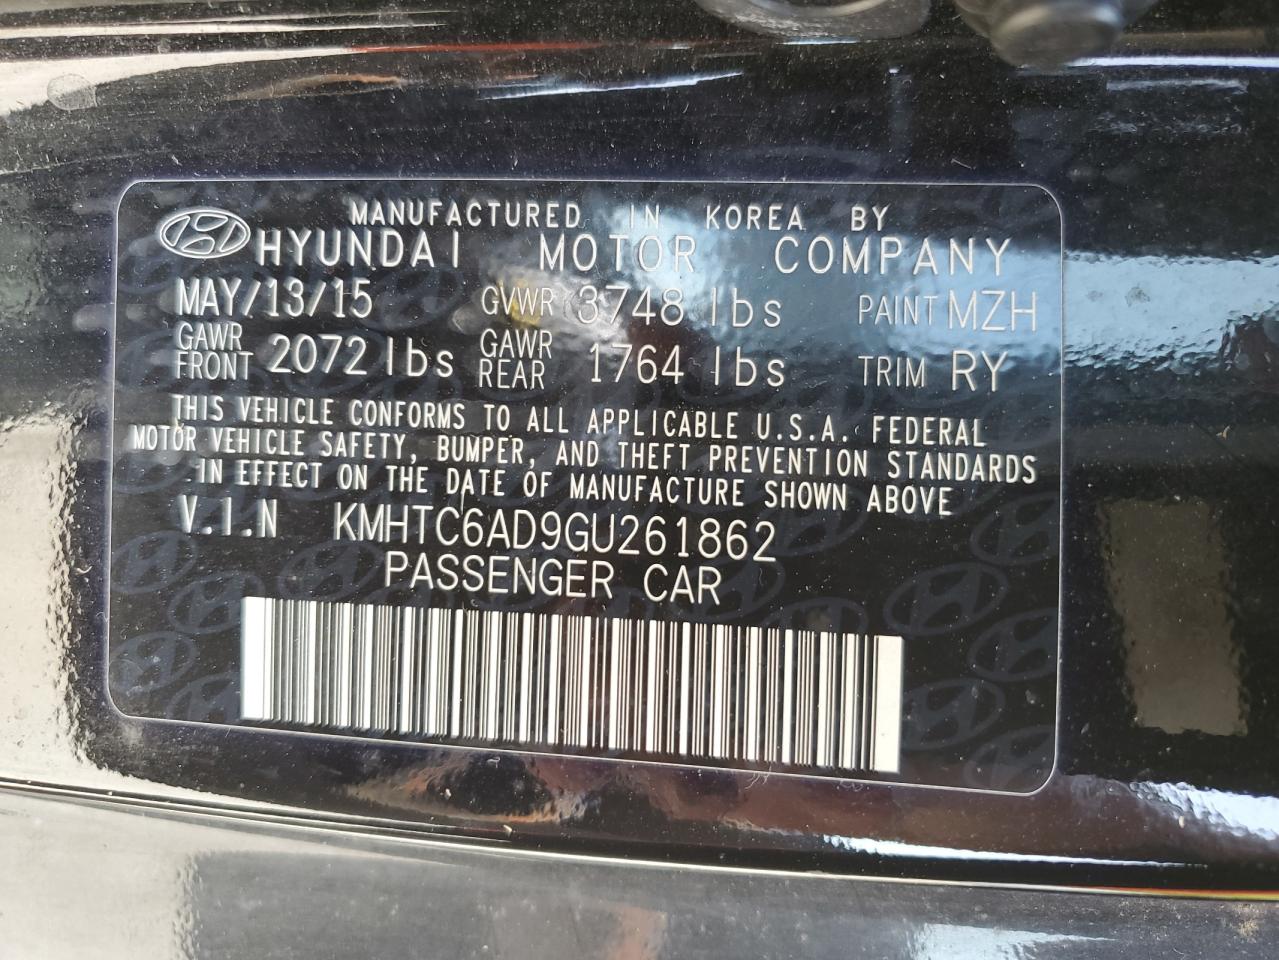 MANUFACTURED IN KOREA BY
HYUNDAI MOTOR COMPANY
MAY/13/15 GVWR 3748 lbs PAINT MZH
GAWR FRONT 2072 lbs GAWR REAR 1764 lbs TRIM RY
THIS VEHICLE CONFORMS TO ALL APPLICABLE U.S.A. FEDERAL
MOTOR VEHICLE SAFETY, BUMPER, AND THEFT PREVENTION STANDARDS
IN EFFECT ON THE DATE OF MANUFACTURE SHOWN ABOVE
V.I.N KMHTC6AD9GU261862
PASSENGER CAR